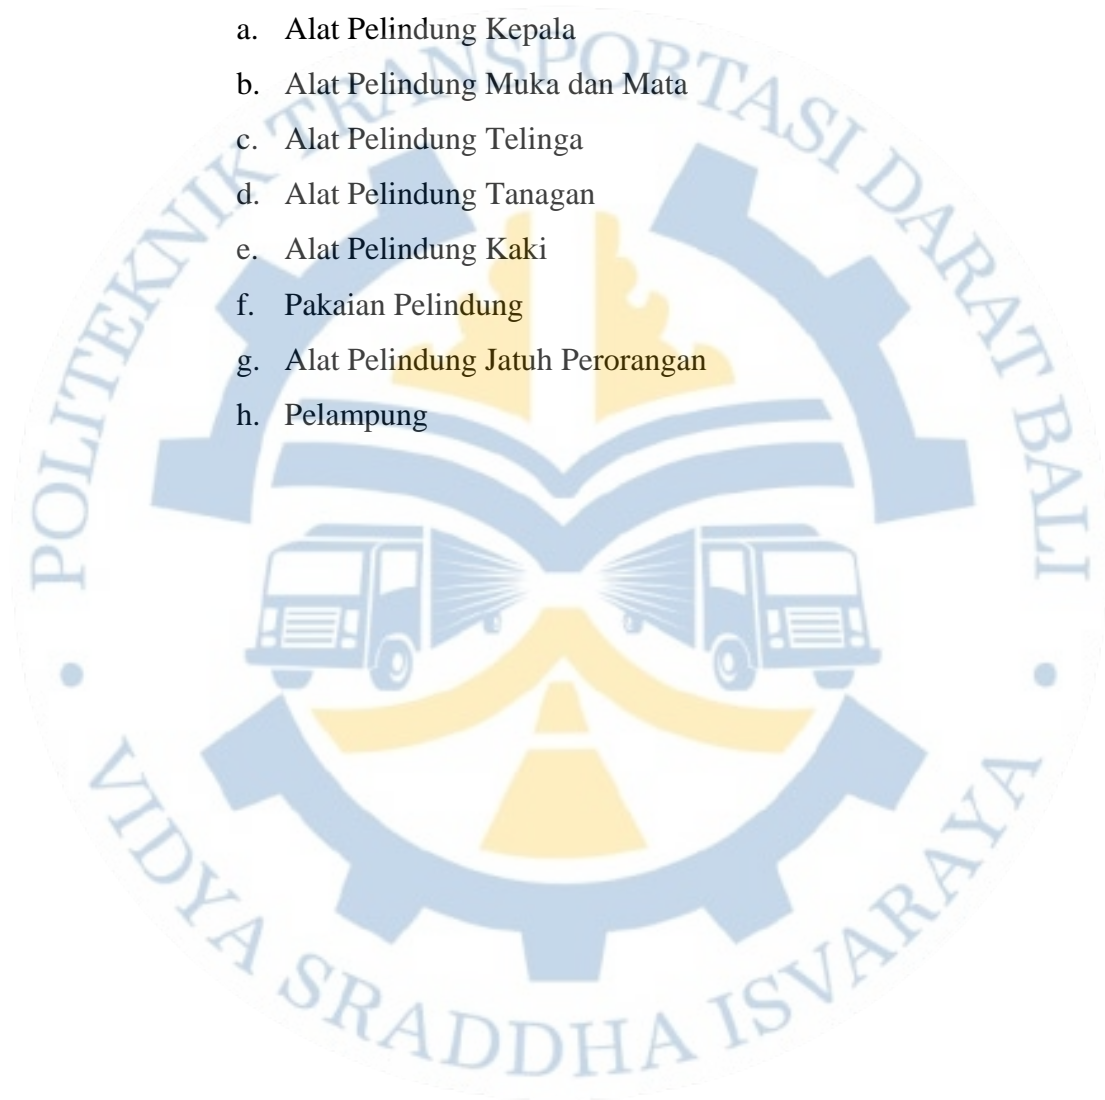 a. Alat Pelindung Kepala
b. Alat Pelindung Muka dan Mata
c. Alat Pelindung Telinga
d. Alat Pelindung Tanagan
e. Alat Pelindung Kaki
f. Pakaian Pelindung
g. Alat Pelindung Jatuh Perorangan
h. Pelampung
POLITEKNIK TRANSPORTASI DARAT BALI
VIDYA SRADDHA ISVARAYA